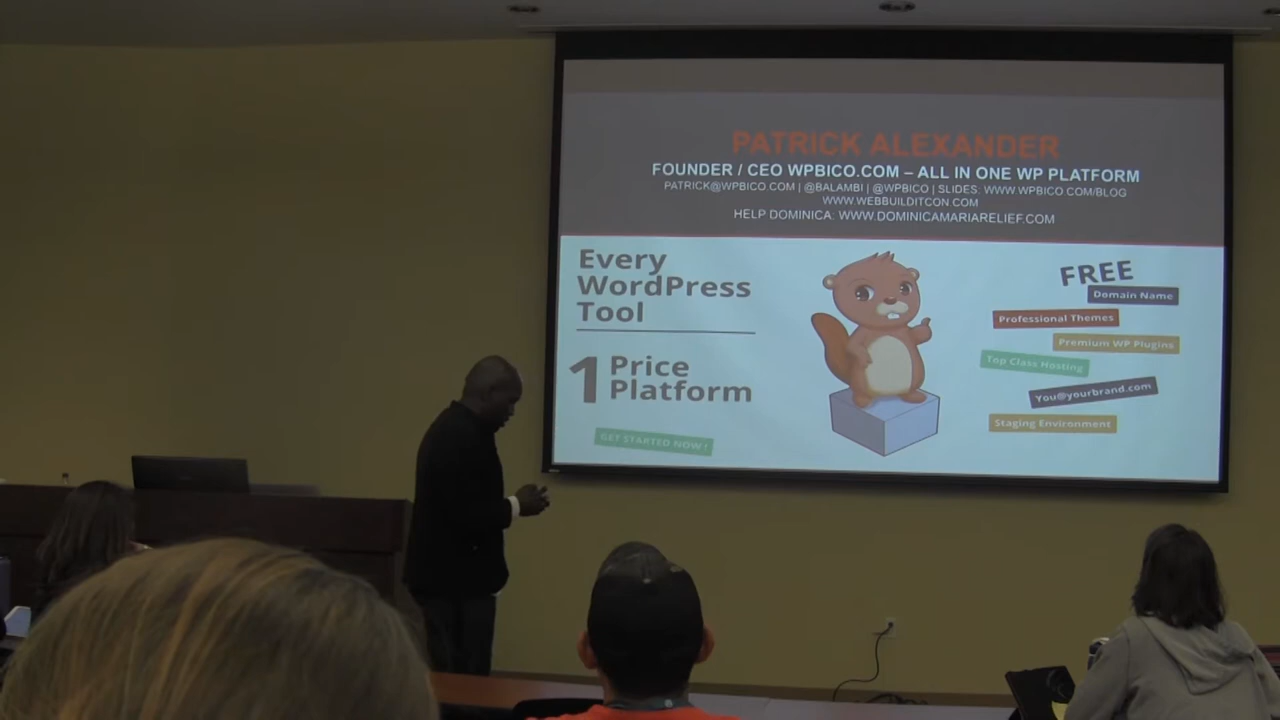 PATRICK ALEXANDER
FOUNDER / CEO WPBICO.COM – ALL IN ONE WP PLATFORM
PATRICK@WPBICO.COM | @BALAMBI | @WPBICO | SLIDES: WWW.WPBICO.COM/BLOG
WWW.WEBBUILDITCON.COM
HELP DOMINICA: WWW.DOMINICAMARIARELIEF.COM
Every
WordPress
Tool
1 Price
Platform
GET STARTED NOW !
FREE
Domain Name
Professional Themes
Premium WP Plugins
Top Class Hosting
You@yourbrand.com
Staging Environment